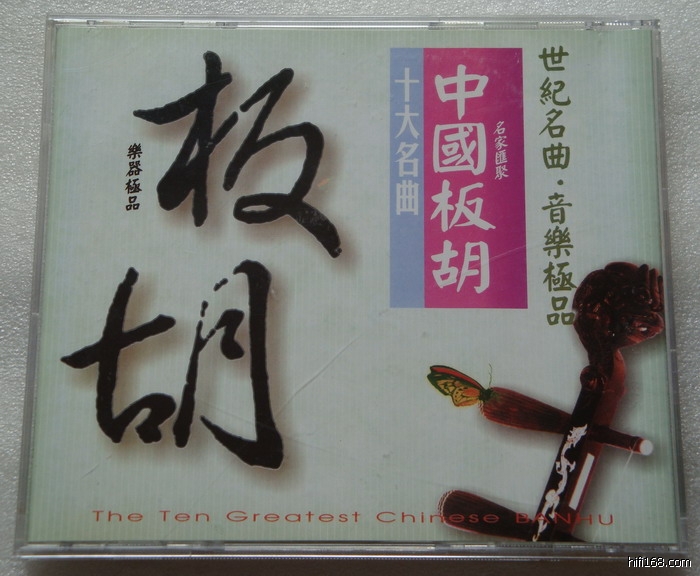 世紀名曲·音樂極品
名家匯聚
中國板胡
十大名曲
板胡
樂器極品
The Ten Greatest Chinese BANHU
hifi168.com